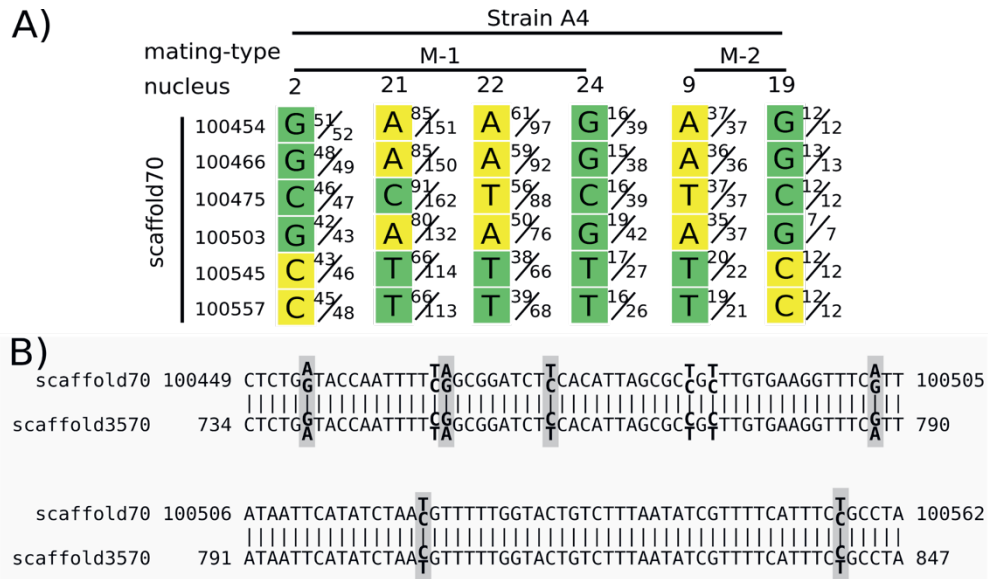 A)
Strain A4
mating-type M-1 M-2
nucleus 2 21 22 24 9 19
scaffold70
100454 G 51/52 A 85/151 A 61/97 G 16/39 A 37/37 G 12/12
100466 G 48/49 A 85/150 A 59/92 G 15/38 A 36/36 G 13/13
100475 C 46/47 C 91/162 T 56/88 C 16/39 T 37/37 C 12/12
100503 G 42/43 A 80/132 A 50/76 G 19/42 A 35/37 G 7/7
100545 C 43/46 T 66/114 T 38/66 T 17/27 T 20/22 C 12/12
100557 C 45/48 T 66/113 T 39/68 T 16/26 T 19/21 C 12/12
B)
scaffold70 100449 CTCTGAGTACCAATTTTTCAGGCGGATCTTCCACATTAGCGCTCGTCTTGTGAAGGTTTCAGTT 100505
scaffold3570 734 CTCTGGATACCAATTTTCTGAGCGGATCTCTCACATTAGCGCCTGCTTTGTGAAGGTTTCGATT 790
scaffold70 100506 ATAATTCATATCTAATCGTTTTTGGTACTGTCTTTAATATCGTTTTCATTTCTCGCCTA 100562
scaffold3570 791 ATAATTCATATCTAACTGTTTTTGGTACTGTCTTTAATATCGTTTTCATTTCCTGCCTA 847